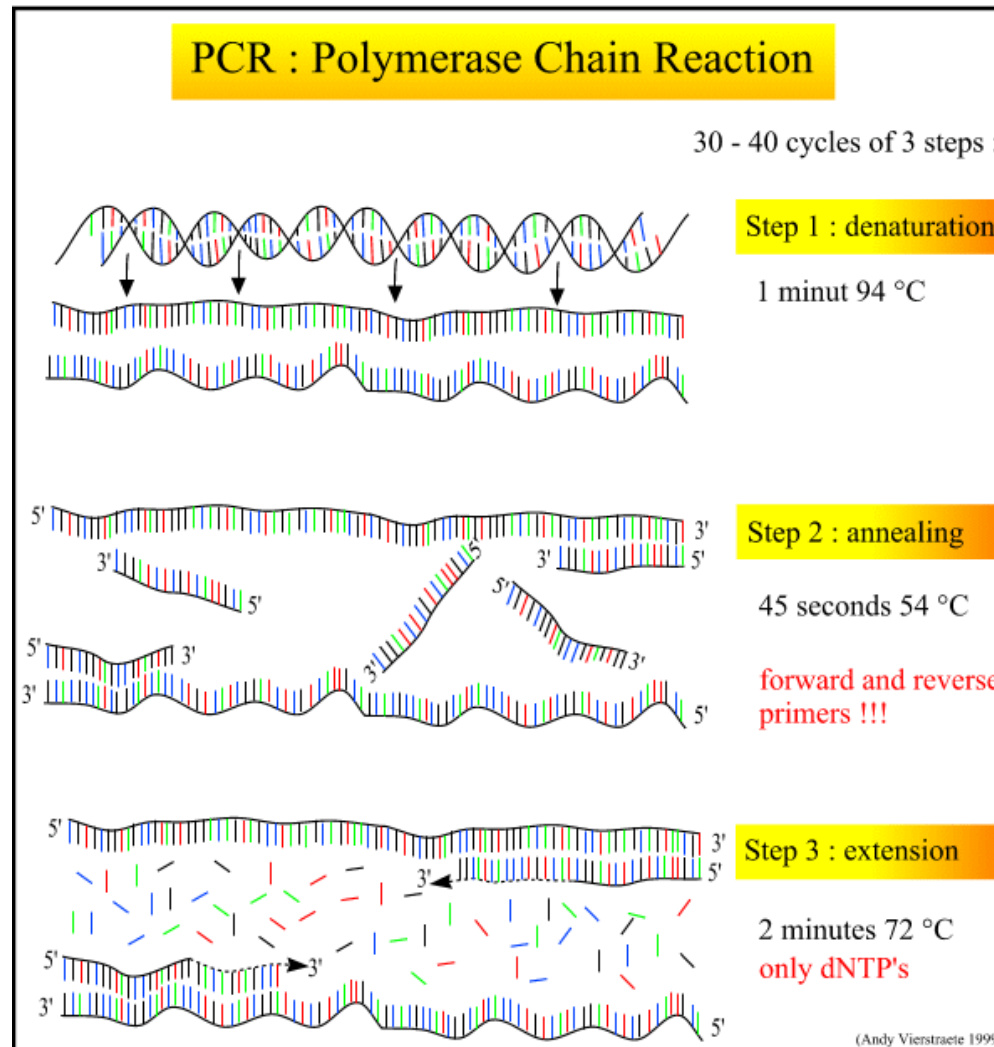 PCR : Polymerase Chain Reaction
30 - 40 cycles of 3 steps :
Step 1 : denaturation
1 minut 94 °C
5'
3'
Step 2 : annealing
3'
5'
3'
5'
5'
5'
45 seconds 54 °C
5'
3'
3'
3'
forward and reverse
3'
5'
primers !!!
5'
3'
Step 3 : extension
3'
5'
2 minutes 72 °C
5'
3'
only dNTP's
3'
5'
(Andy Vierstraete 1999